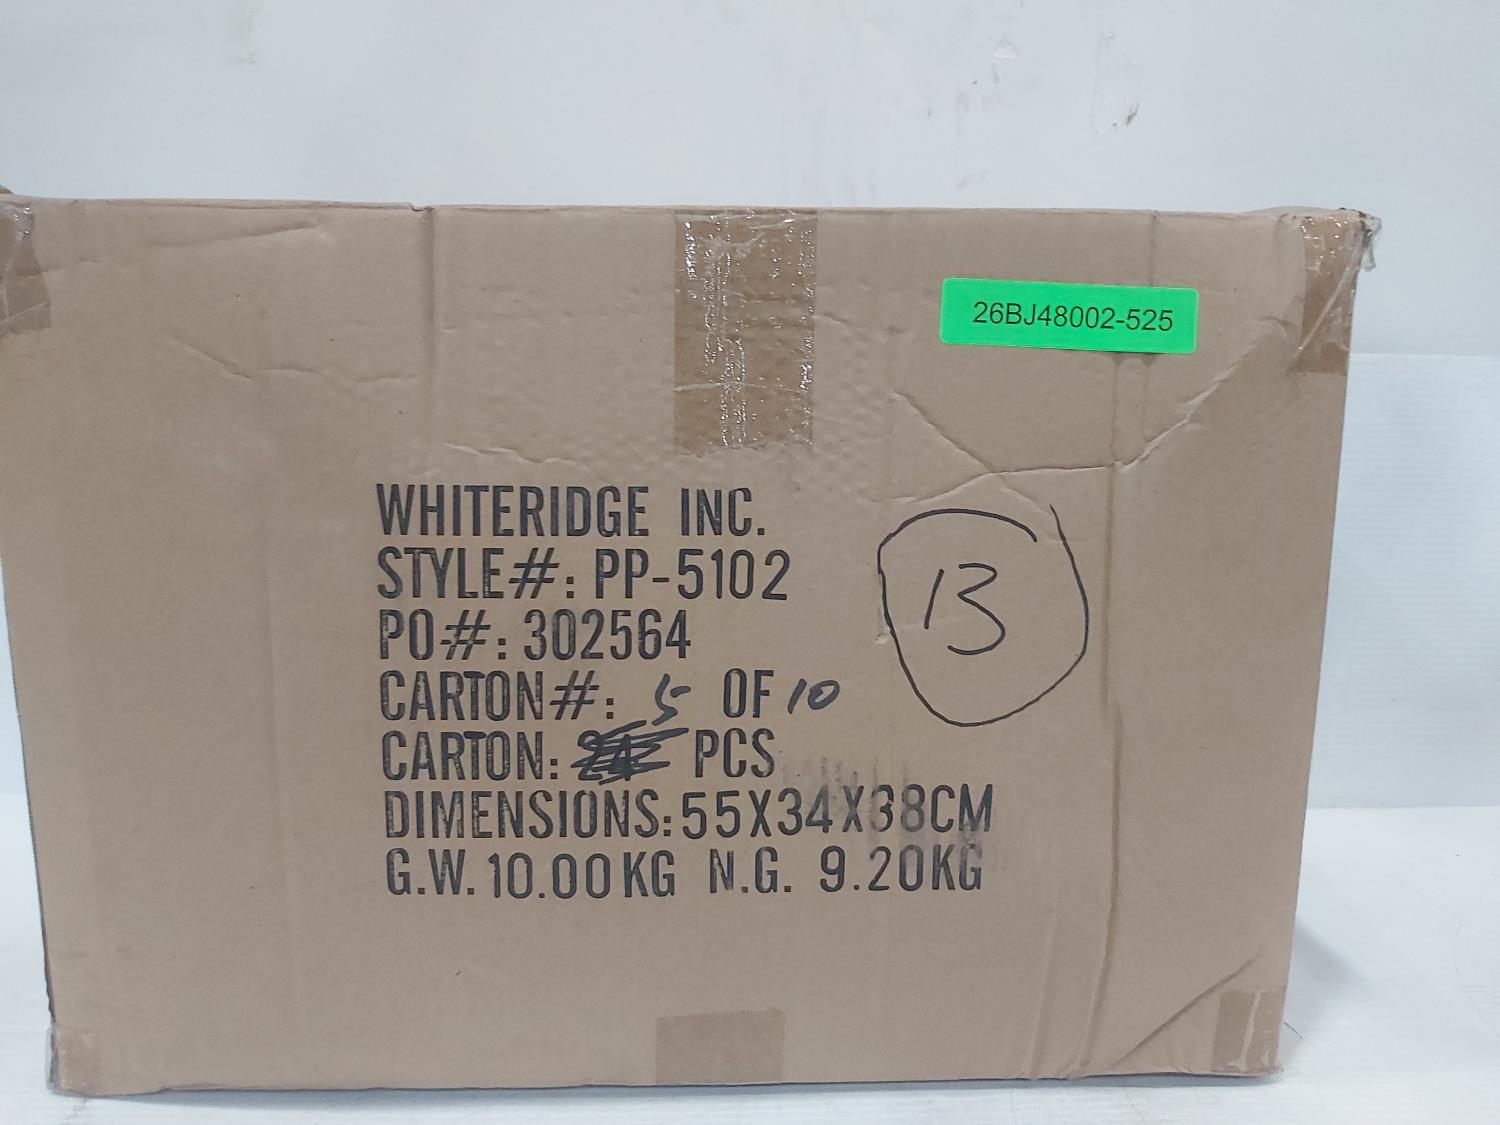 26BJ48002-525
WHITERIDGE INC.
STYLE#: PP-5102
PO#: 302564
CARTON#: 5 OF 10
CARTON: PCS
DIMENSIONS: 55X34X38CM
G.W. 10.00KG N.G. 9.20KG
13